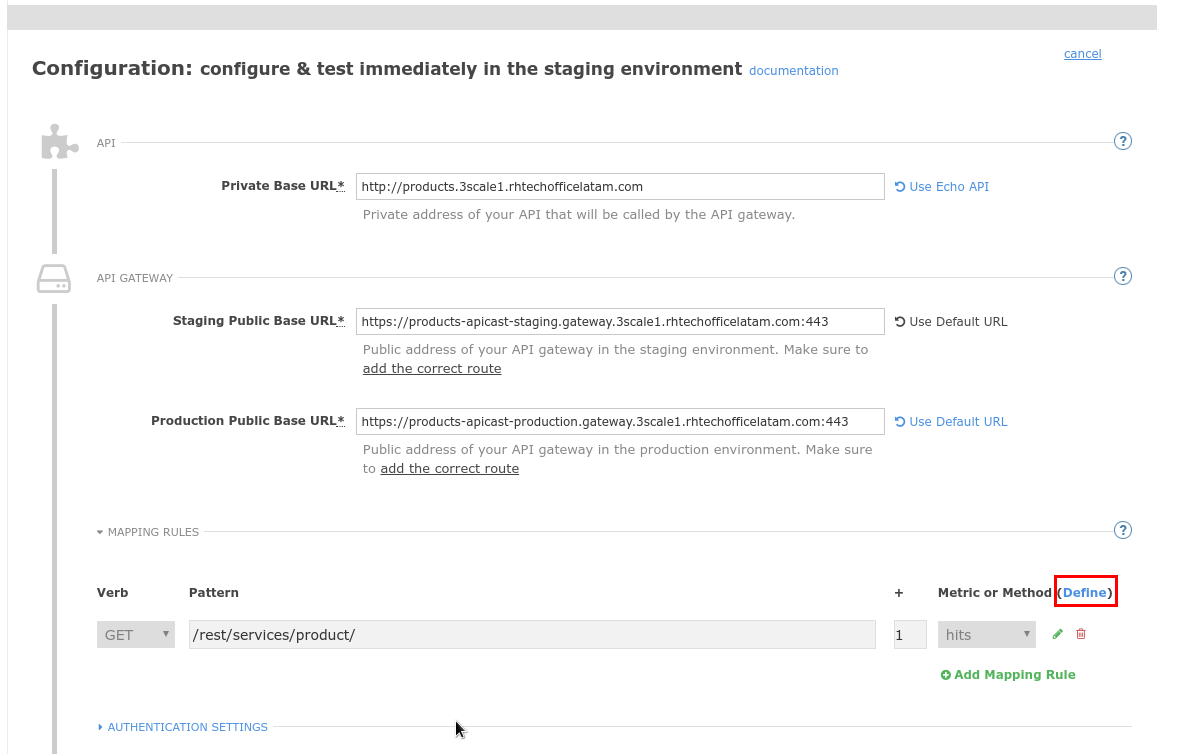 cancel
Configuration: configure & test immediately in the staging environment documentation
API ?
Private Base URL* http://products.3scale1.rhtechofficelatam.com Use Echo API
Private address of your API that will be called by the API gateway.
API GATEWAY ?
Staging Public Base URL* https://products-apicast-staging.gateway.3scale1.rhtechofficelatam.com:443 Use Default URL
Public address of your API gateway in the staging environment. Make sure to
add the correct route
Production Public Base URL* https://products-apicast-production.gateway.3scale1.rhtechofficelatam.com:443 Use Default URL
Public address of your API gateway in the production environment. Make sure
to add the correct route
MAPPING RULES ?
Verb Pattern + Metric or Method (Define)
GET /rest/services/product/ 1 hits
Add Mapping Rule
AUTHENTICATION SETTINGS